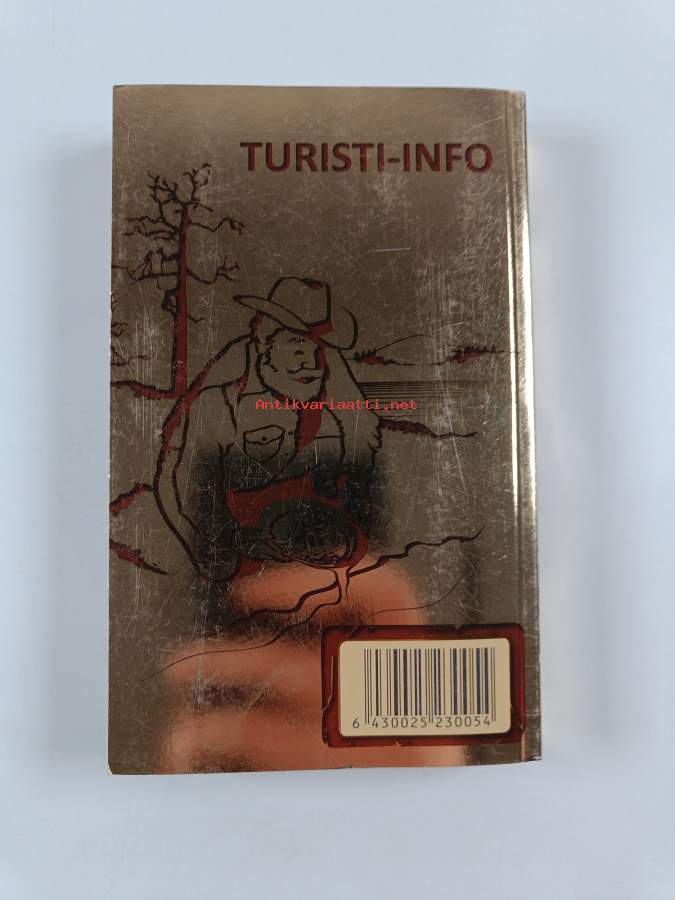 TURISTI-INFO
Antikvariaatti.net
6 430025 230054